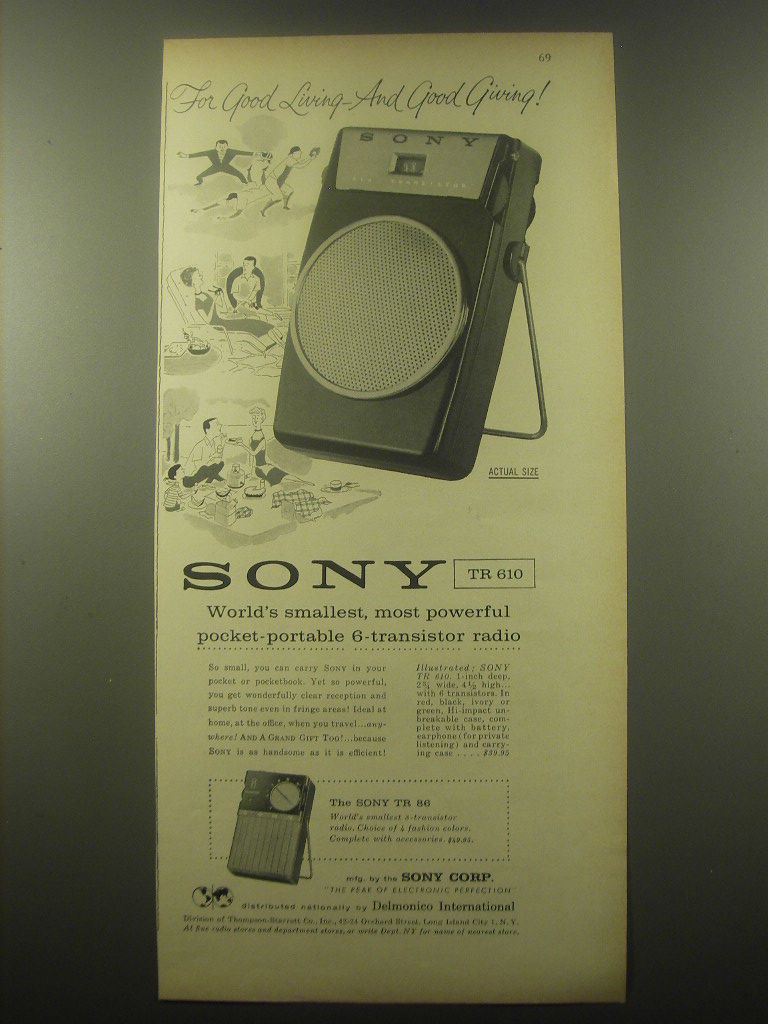 69
For Good Living—And Good Giving!
SONY
SIX TRANSISTOR
ACTUAL SIZE
SONY TR 610
World's smallest, most powerful
pocket-portable 6-transistor radio
So small, you can carry SONY in your
pocket or pocketbook. Yet so powerful,
you get wonderfully clear reception and
superb tone even in fringe areas! Ideal at
home, at the office, when you travel...any-
where! AND A GRAND GIFT TOO!...because
SONY is as handsome as it is efficient!
Illustrated: SONY
TR 610. 1-inch deep,
2¾ wide, 4½ high...
with 6 transistors. In
red, black, ivory or
green, Hi-impact un-
breakable case, com-
plete with battery,
earphone (for private
listening) and carry-
ing case .... $39.95
The SONY TR 86
World's smallest 8-transistor
radio. Choice of 4 fashion colors.
Complete with accessories. $49.95.
mfg. by the SONY CORP.
"THE PEAK OF ELECTRONIC PERFECTION"
distributed nationally by Delmonico International
Division of Thompson-Starrett Co., Inc., 42-24 Orchard Street, Long Island City 1, N. Y.
At fine radio stores and department stores, or write Dept. NY for name of nearest store.